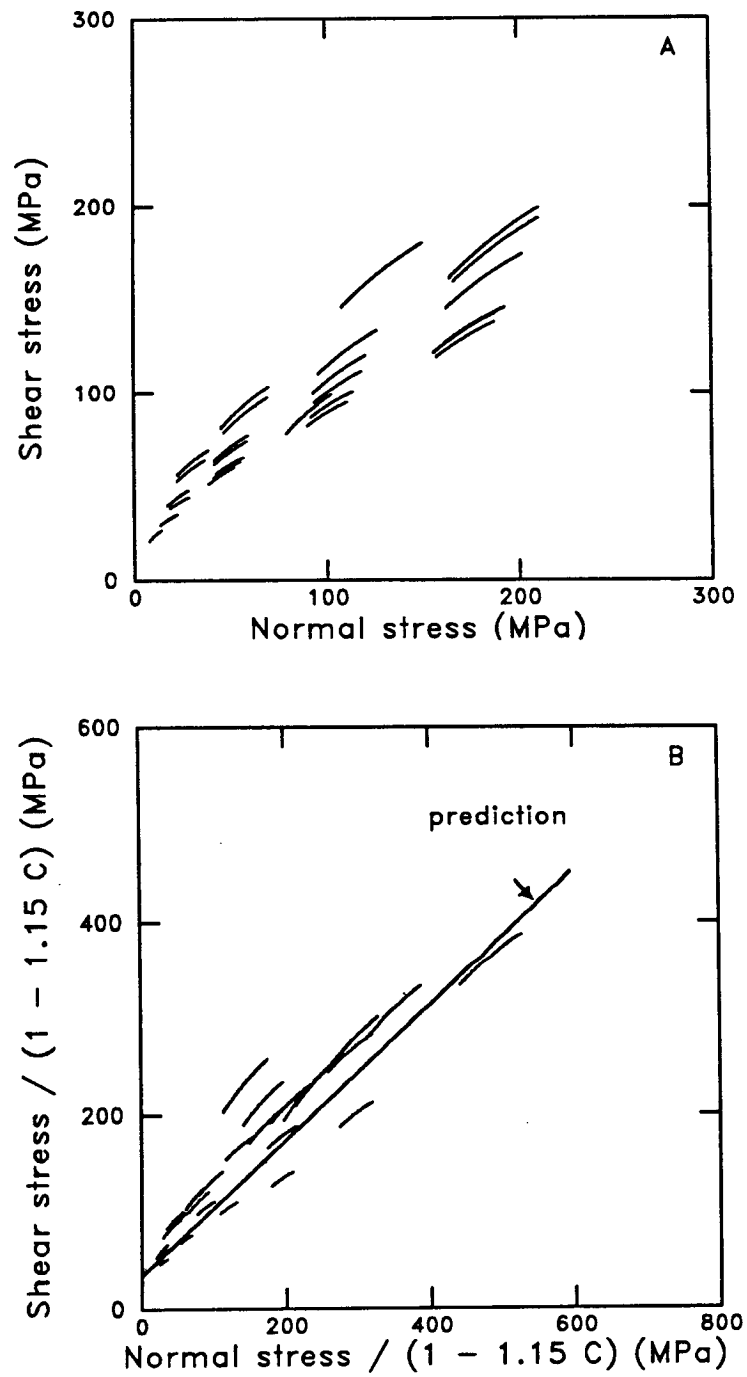 300
A
200
100
0
0
100
200
300
Shear stress (MPa)
Normal stress (MPa)
600
B
prediction
400
200
0
0
200
400
600
800
Shear stress / (1 − 1.15 C) (MPa)
Normal stress / (1 − 1.15 C) (MPa)